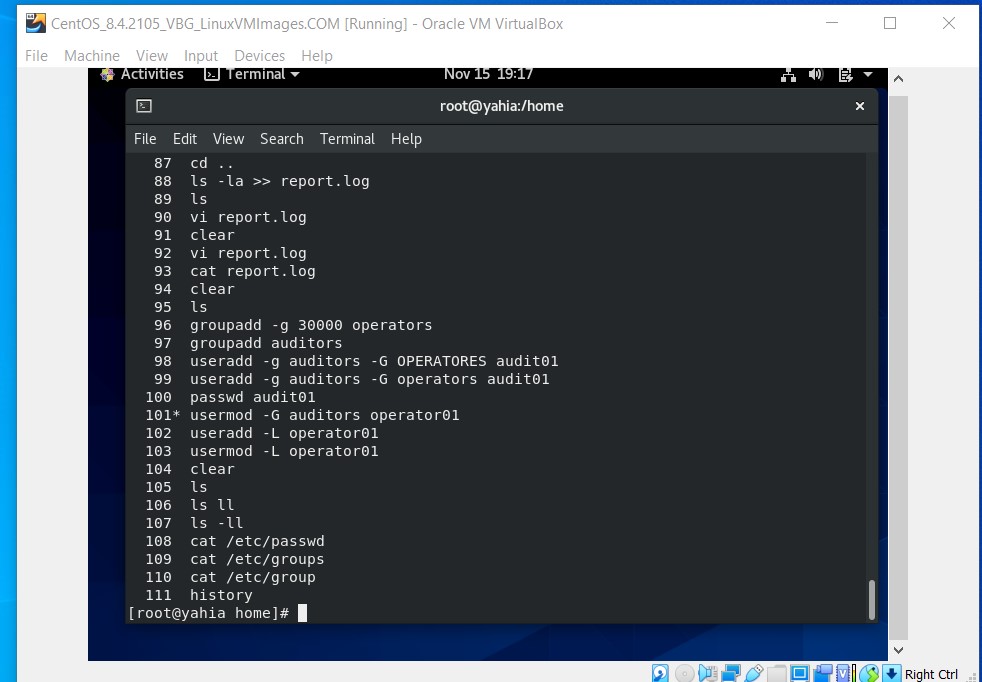 CentOS_8.4.2105_VBG_LinuxVMImages.COM [Running] - Oracle VM VirtualBox
File Machine View Input Devices Help
Activities Terminal Nov 15 19:17
root@yahia:/home
File Edit View Search Terminal Help
87 cd ..
88 ls -la >> report.log
89 ls
90 vi report.log
91 clear
92 vi report.log
93 cat report.log
94 clear
95 ls
96 groupadd -g 30000 operators
97 groupadd auditors
98 useradd -g auditors -G OPERATORES audit01
99 useradd -g auditors -G operators audit01
100 passwd audit01
101* usermod -G auditors operator01
102 useradd -L operator01
103 usermod -L operator01
104 clear
105 ls
106 ls ll
107 ls -ll
108 cat /etc/passwd
109 cat /etc/groups
110 cat /etc/group
111 history
[root@yahia home]#
Right Ctrl